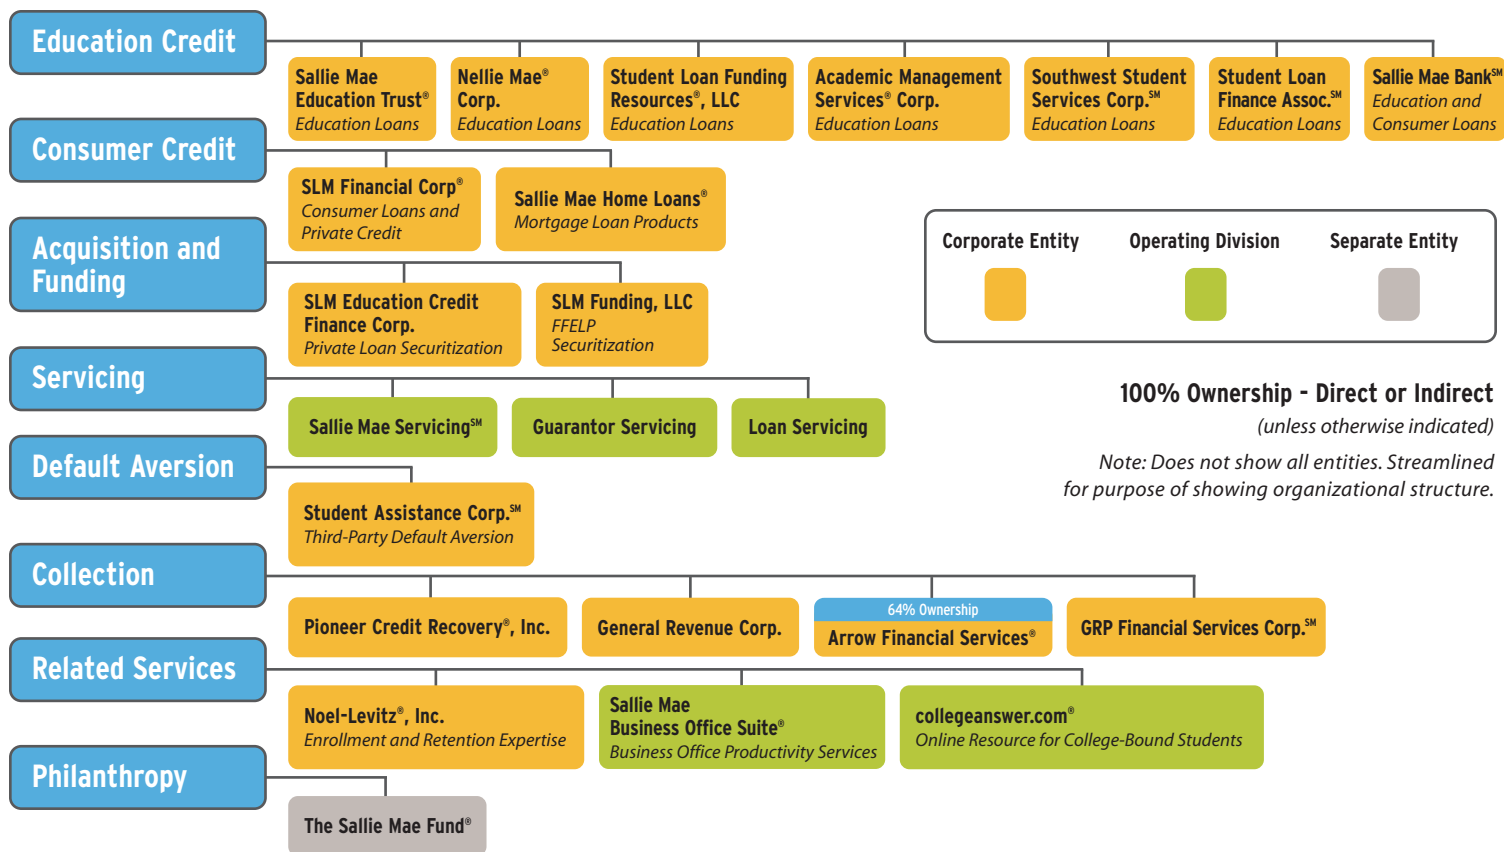 Education Credit
Sallie Mae
Education Trust®
Education Loans
Nellie Mae®
Corp.
Education Loans
Student Loan Funding
Resources®, LLC
Education Loans
Academic Management
Services® Corp.
Education Loans
Southwest Student
Services Corp.℠
Education Loans
Student Loan
Finance Assoc.℠
Education Loans
Sallie Mae Bank℠
Education and
Consumer Loans
Consumer Credit
SLM Financial Corp®
Consumer Loans and
Private Credit
Sallie Mae Home Loans®
Mortgage Loan Products
Corporate Entity
Operating Division
Separate Entity
Acquisition and
Funding
SLM Education Credit
Finance Corp.
Private Loan Securitization
SLM Funding, LLC
FFELP
Securitization
100% Ownership - Direct or Indirect
(unless otherwise indicated)
Note: Does not show all entities. Streamlined
for purpose of showing organizational structure.
Servicing
Sallie Mae Servicing℠
Guarantor Servicing
Loan Servicing
Default Aversion
Student Assistance Corp.℠
Third-Party Default Aversion
Collection
Pioneer Credit Recovery®, Inc.
General Revenue Corp.
64% Ownership
Arrow Financial Services®
GRP Financial Services Corp.℠
Related Services
Noel-Levitz®, Inc.
Enrollment and Retention Expertise
Sallie Mae
Business Office Suite®
Business Office Productivity Services
collegeanswer.com®
Online Resource for College-Bound Students
Philanthropy
The Sallie Mae Fund®